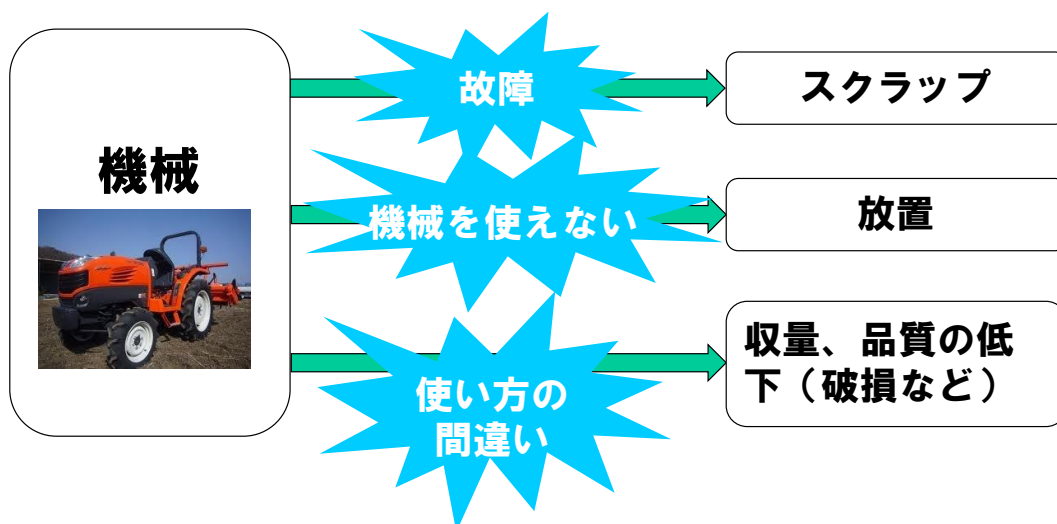 機械
故障
スクラップ
機械を使えない
放置
使い方の
間違い
収量、品質の低
下（破損など）